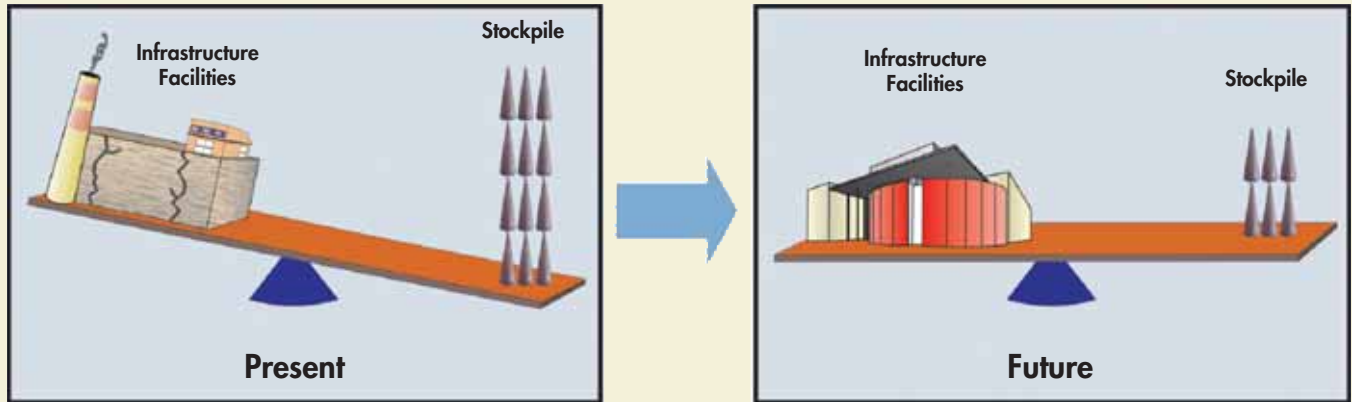 Infrastructure
Facilities
Stockpile
Present
Infrastructure
Facilities
Stockpile
Future